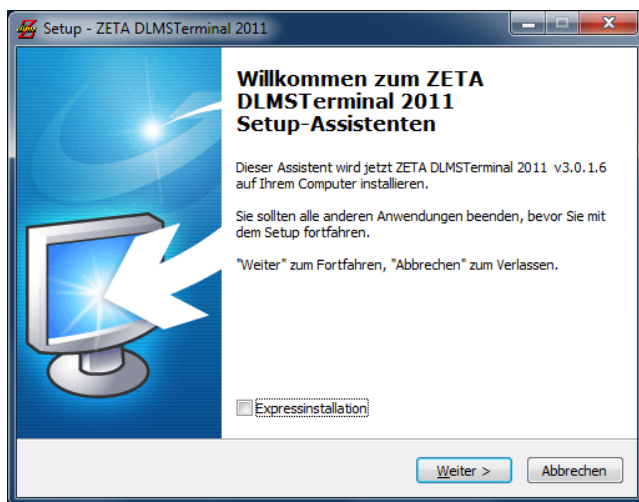 Setup - ZETA DLMSTerminal 2011
Willkommen zum ZETA
DLMSTerminal 2011
Setup-Assistenten
Dieser Assistent wird jetzt ZETA DLMSTerminal 2011 v3.0.1.6
auf Ihrem Computer installieren.
Sie sollten alle anderen Anwendungen beenden, bevor Sie mit
dem Setup fortfahren.
"Weiter" zum Fortfahren, "Abbrechen" zum Verlassen.
Expressinstallation
Weiter >
Abbrechen